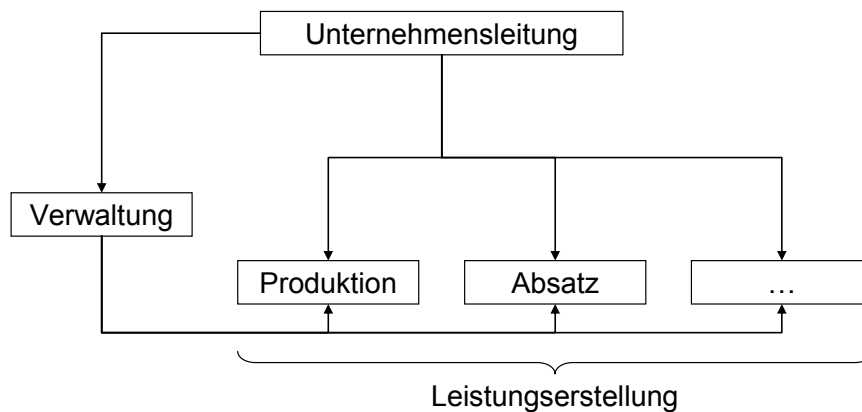 Unternehmensleitung
Verwaltung
Produktion
Absatz
…
Leistungserstellung